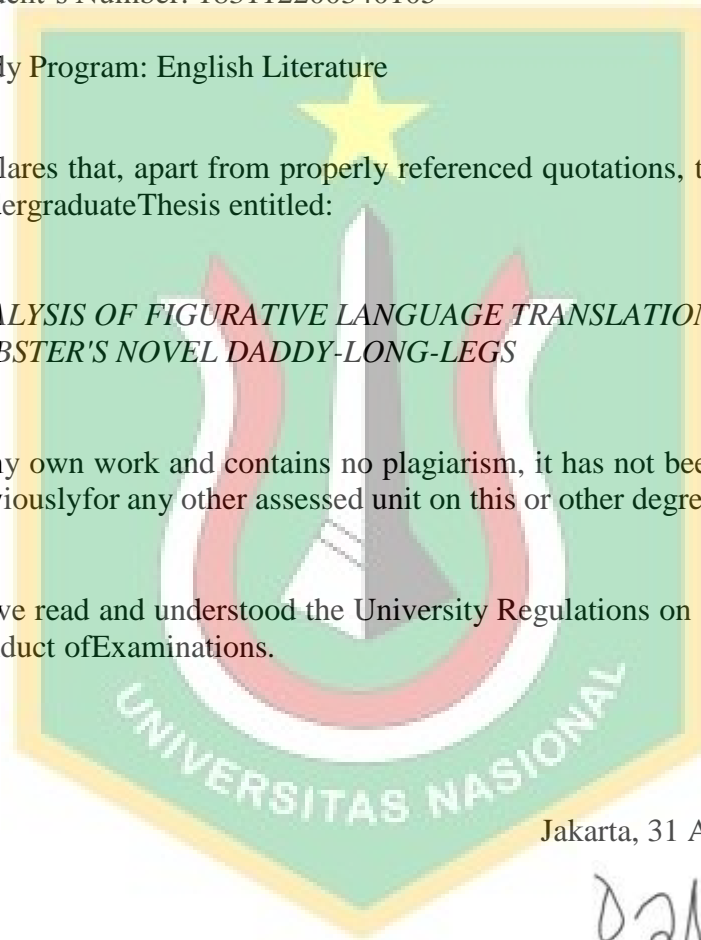 dent's Number:
dy Program: English Literature
lares that, apart from properly referenced quotations, t
dergraduateThesis entitled:
ALYSIS OF FIGURATIVE LANGUAGE TRANSLATION
BSTER'S NOVEL DADDY-LONG-LEGS
ny own work and contains no plagiarism, it has not bee
viouslyfor any other assessed unit on this or other degre
ve read and understood the University Regulations on
duct ofExaminations.
UNIVERSITAS NASIONAL
Jakarta, 31 A